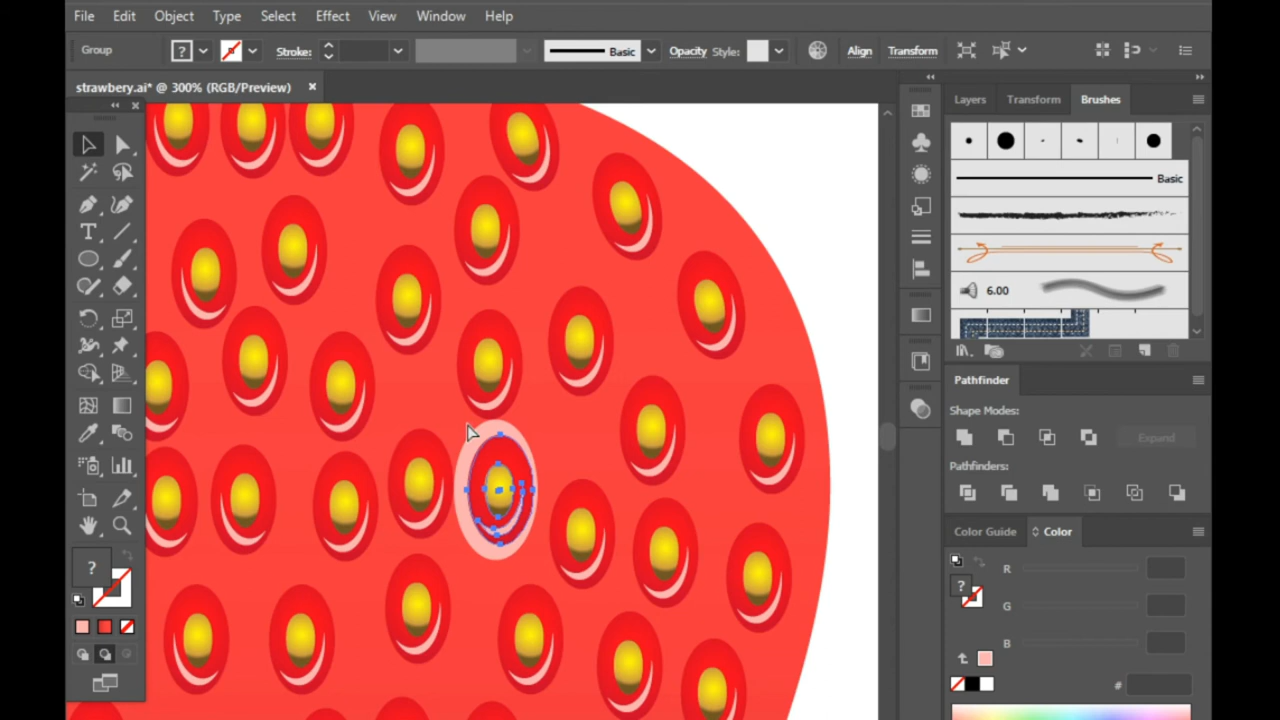 File Edit Object Type Select Effect View Window Help
Group ? Stroke: Basic Opacity Style: Align Transform
strawbery.ai* @ 300% (RGB/Preview) ×
Layers Transform Brushes
Basic
6.00
Pathfinder
Shape Modes:
Expand
Pathfinders:
Color Guide Color
R
? G
B
#
T
?